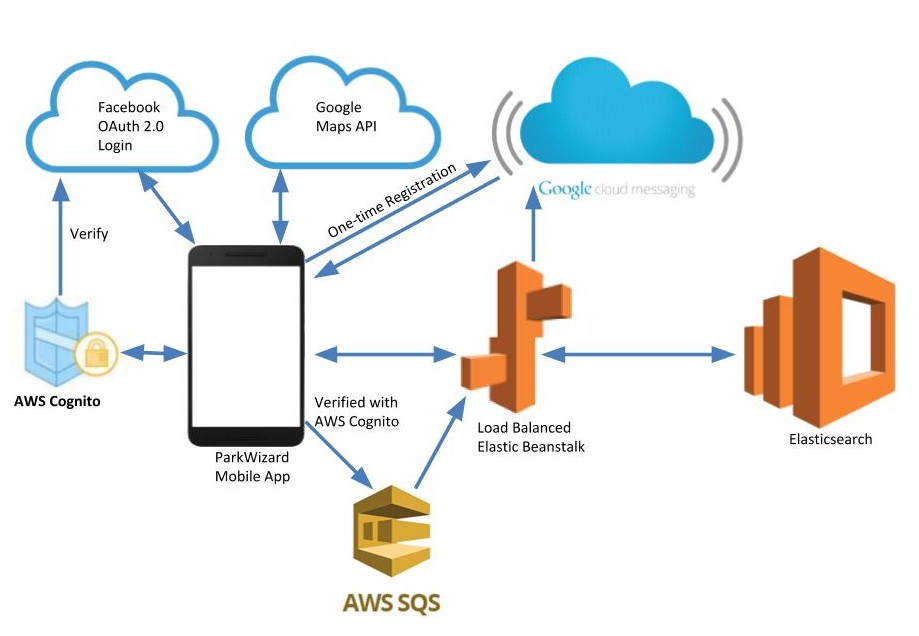 Facebook
OAuth 2.0
Login
Google
Maps API
Google cloud messaging
One-time Registration
Verify
AWS Cognito
Verified with
AWS Cognito
Load Balanced
Elastic Beanstalk
Elasticsearch
ParkWizard
Mobile App
AWS SQS